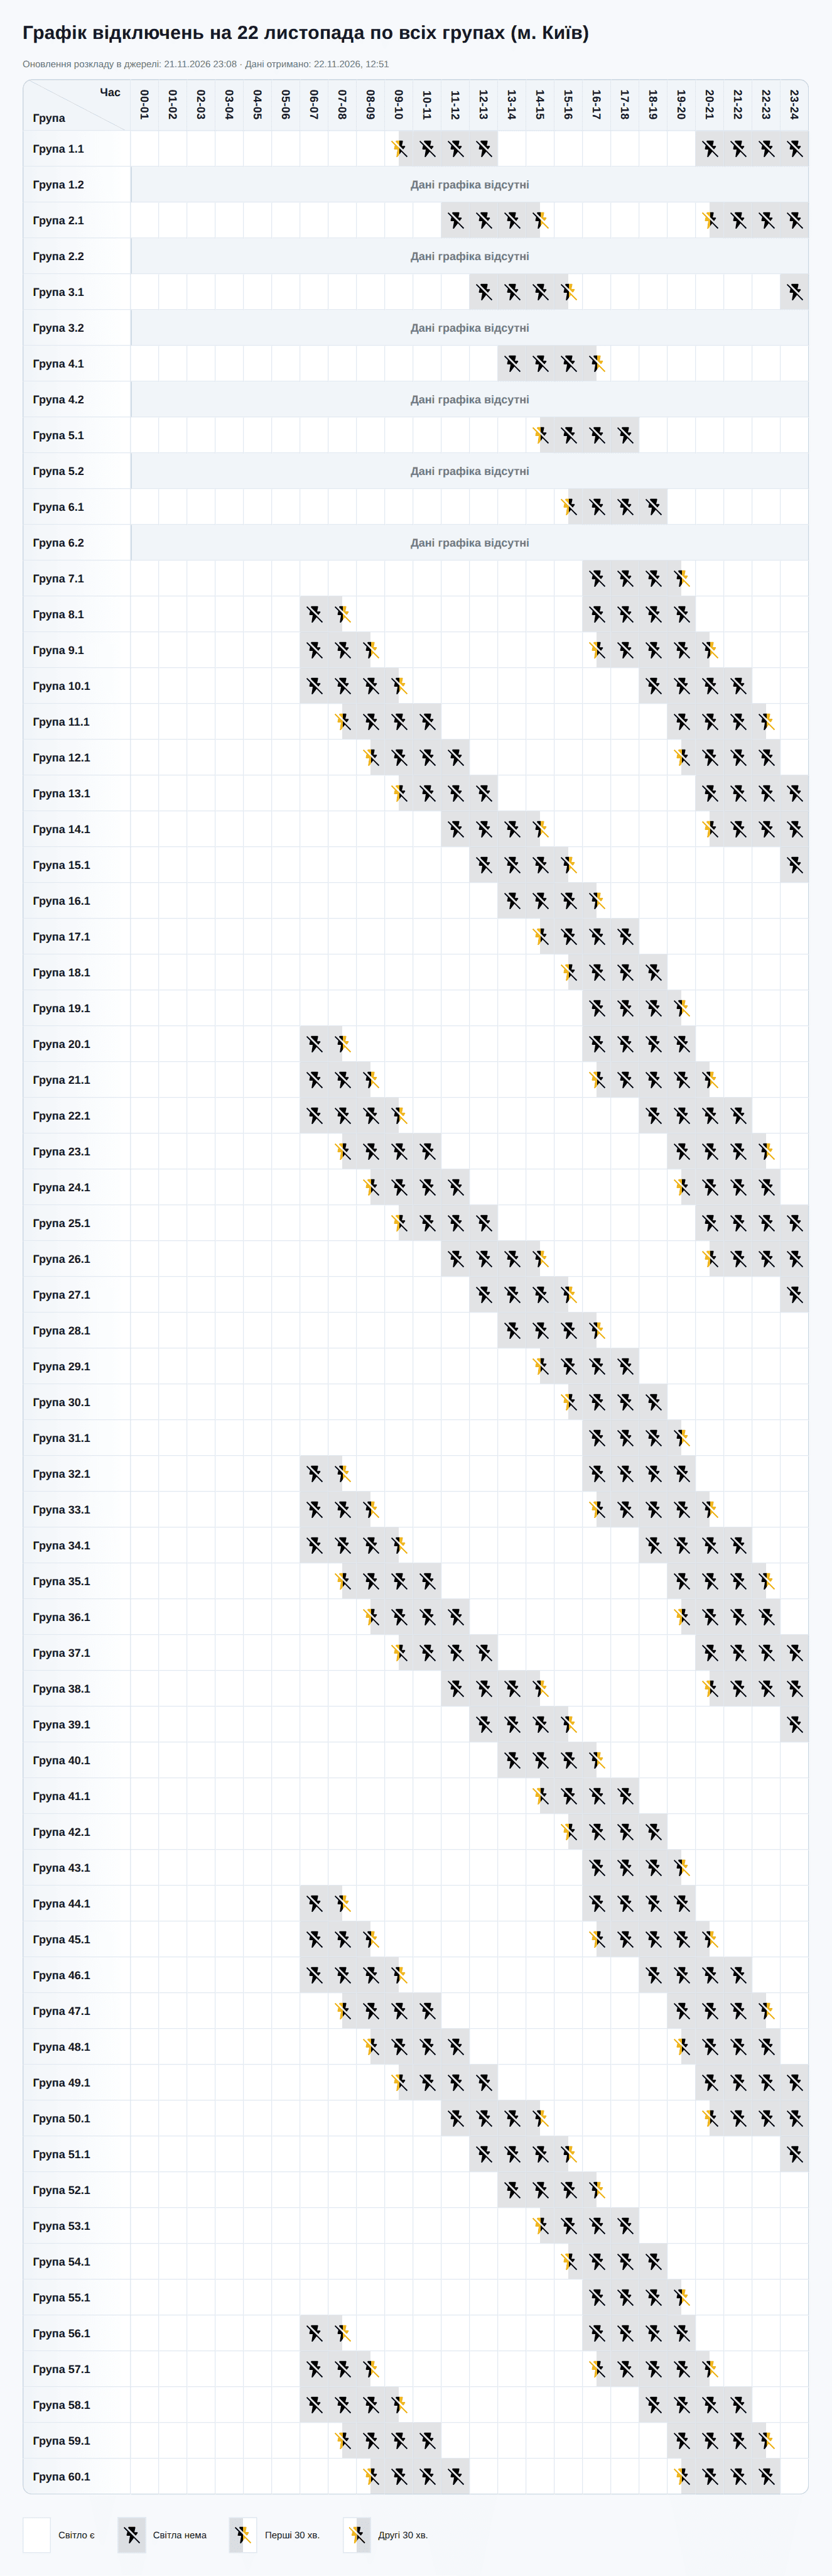 Графік відключень на 22 листопада по всіх групах (м. Київ)
Оновлення розкладу в джерелі: 21.11.2026 23:08 · Дані отримано: 22.11.2026, 12:51
Час
Група
00-01 01-02 02-03 03-04 04-05 05-06 06-07 07-08 08-09 09-10 10-11 11-12 12-13 13-14 14-15 15-16 16-17 17-18 18-19 19-20 20-21 21-22 22-23 23-24
Група 1.1
Група 1.2 Дані графіка відсутні
Група 2.1
Група 2.2 Дані графіка відсутні
Група 3.1
Група 3.2 Дані графіка відсутні
Група 4.1
Група 4.2 Дані графіка відсутні
Група 5.1
Група 5.2 Дані графіка відсутні
Група 6.1
Група 6.2 Дані графіка відсутні
Група 7.1
Група 8.1
Група 9.1
Група 10.1
Група 11.1
Група 12.1
Група 13.1
Група 14.1
Група 15.1
Група 16.1
Група 17.1
Група 18.1
Група 19.1
Група 20.1
Група 21.1
Група 22.1
Група 23.1
Група 24.1
Група 25.1
Група 26.1
Група 27.1
Група 28.1
Група 29.1
Група 30.1
Група 31.1
Група 32.1
Група 33.1
Група 34.1
Група 35.1
Група 36.1
Група 37.1
Група 38.1
Група 39.1
Група 40.1
Група 41.1
Група 42.1
Група 43.1
Група 44.1
Група 45.1
Група 46.1
Група 47.1
Група 48.1
Група 49.1
Група 50.1
Група 51.1
Група 52.1
Група 53.1
Група 54.1
Група 55.1
Група 56.1
Група 57.1
Група 58.1
Група 59.1
Група 60.1
Світло є Світла нема Перші 30 хв. Другі 30 хв.